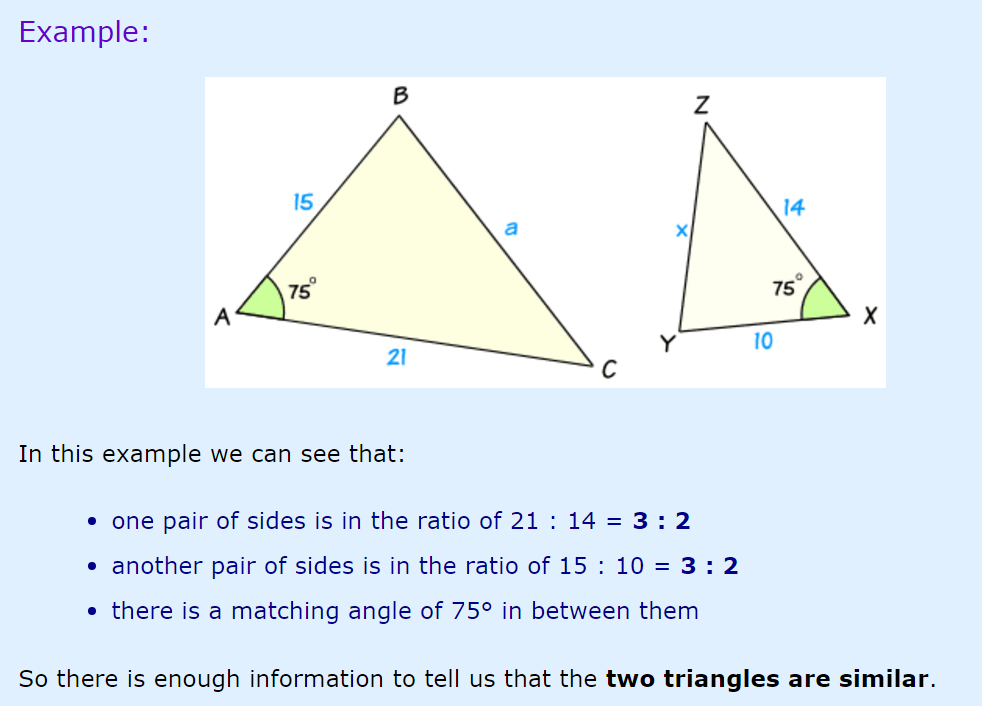 Example:
B
Z
15
a
14
x
75°
75°
A
X
21
Y
10
C
In this example we can see that:
• one pair of sides is in the ratio of 21 : 14 = 3 : 2
• another pair of sides is in the ratio of 15 : 10 = 3 : 2
• there is a matching angle of 75° in between them
So there is enough information to tell us that the two triangles are similar.